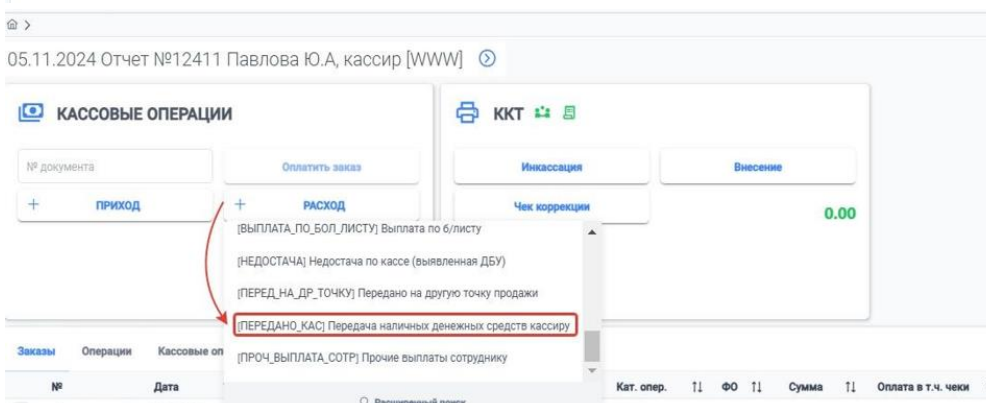 05.11.2024 Отчет №12411 Павлова Ю.А, кассир [WWW]
КАССОВЫЕ ОПЕРАЦИИ
№ документа
Оплатить заказ
+ ПРИХОД
+ РАСХОД
[ВЫПЛАТА_ПО_БОЛ_ЛИСТУ] Выплата по б/листу
[НЕДОСТАЧА] Недостача по кассе (выявленная ДБУ)
[ПЕРЕД_НА_ДР_ТОЧКУ] Передано на другую точку продажи
[ПЕРЕДАНО_КАС] Передача наличных денежных средств кассиру
[ПРОЧ_ВЫПЛАТА_СОТР] Прочие выплаты сотруднику
Расширенный поиск
ККТ
Инкассация
Внесение
Чек коррекции
0.00
Заказы Операции Кассовые оп
№ Дата Кат. опер. ФО Сумма Оплата в т.ч. чеки